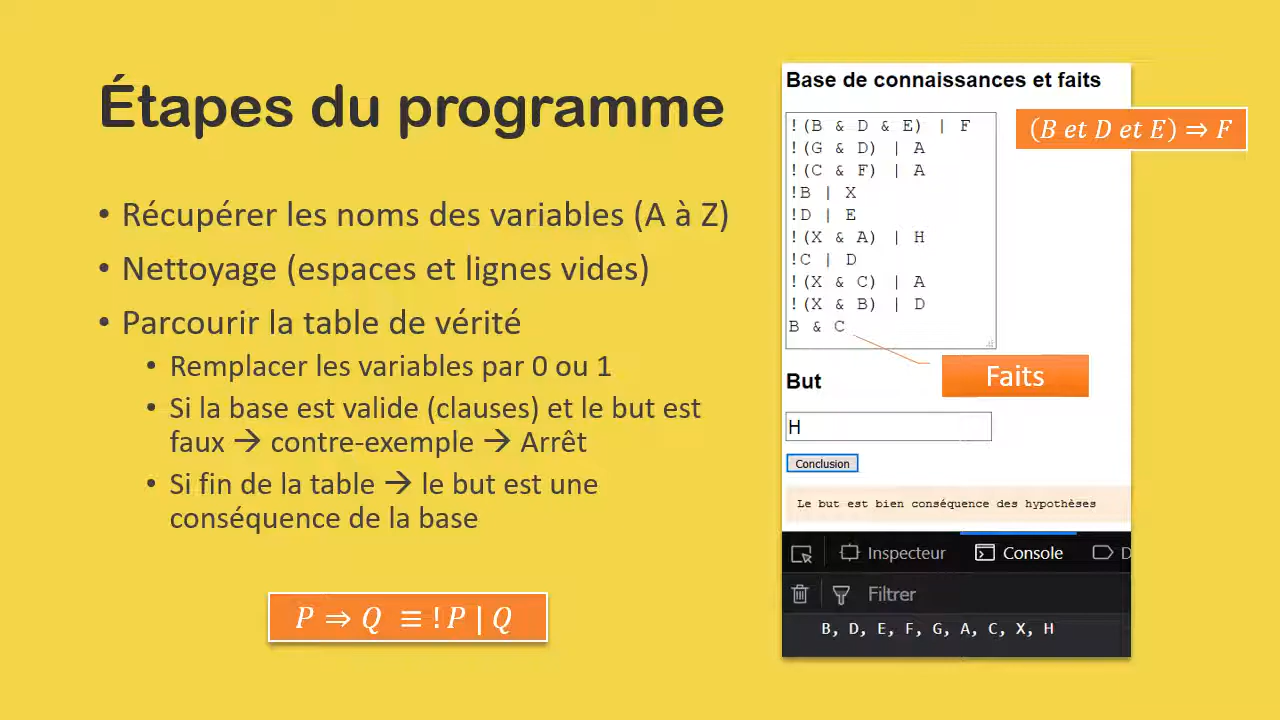 Étapes du programme
• Récupérer les noms des variables (A à Z)
• Nettoyage (espaces et lignes vides)
• Parcourir la table de vérité
• Remplacer les variables par 0 ou 1
• Si la base est valide (clauses) et le but est
faux → contre-exemple → Arrêt
• Si fin de la table → le but est une
conséquence de la base
P ⇒ Q ≡ !P | Q
Base de connaissances et faits
!(B & D & E) | F
!(G & D) | A
!(C & F) | A
!B | X
!D | E
!(X & A) | H
!C | D
!(X & C) | A
!(X & B) | D
B & C
(B et D et E) ⇒ F
Faits
But
H
Conclusion
Le but est bien conséquence des hypothèses
Inspecteur Console D
Filtrer
B, D, E, F, G, A, C, X, H